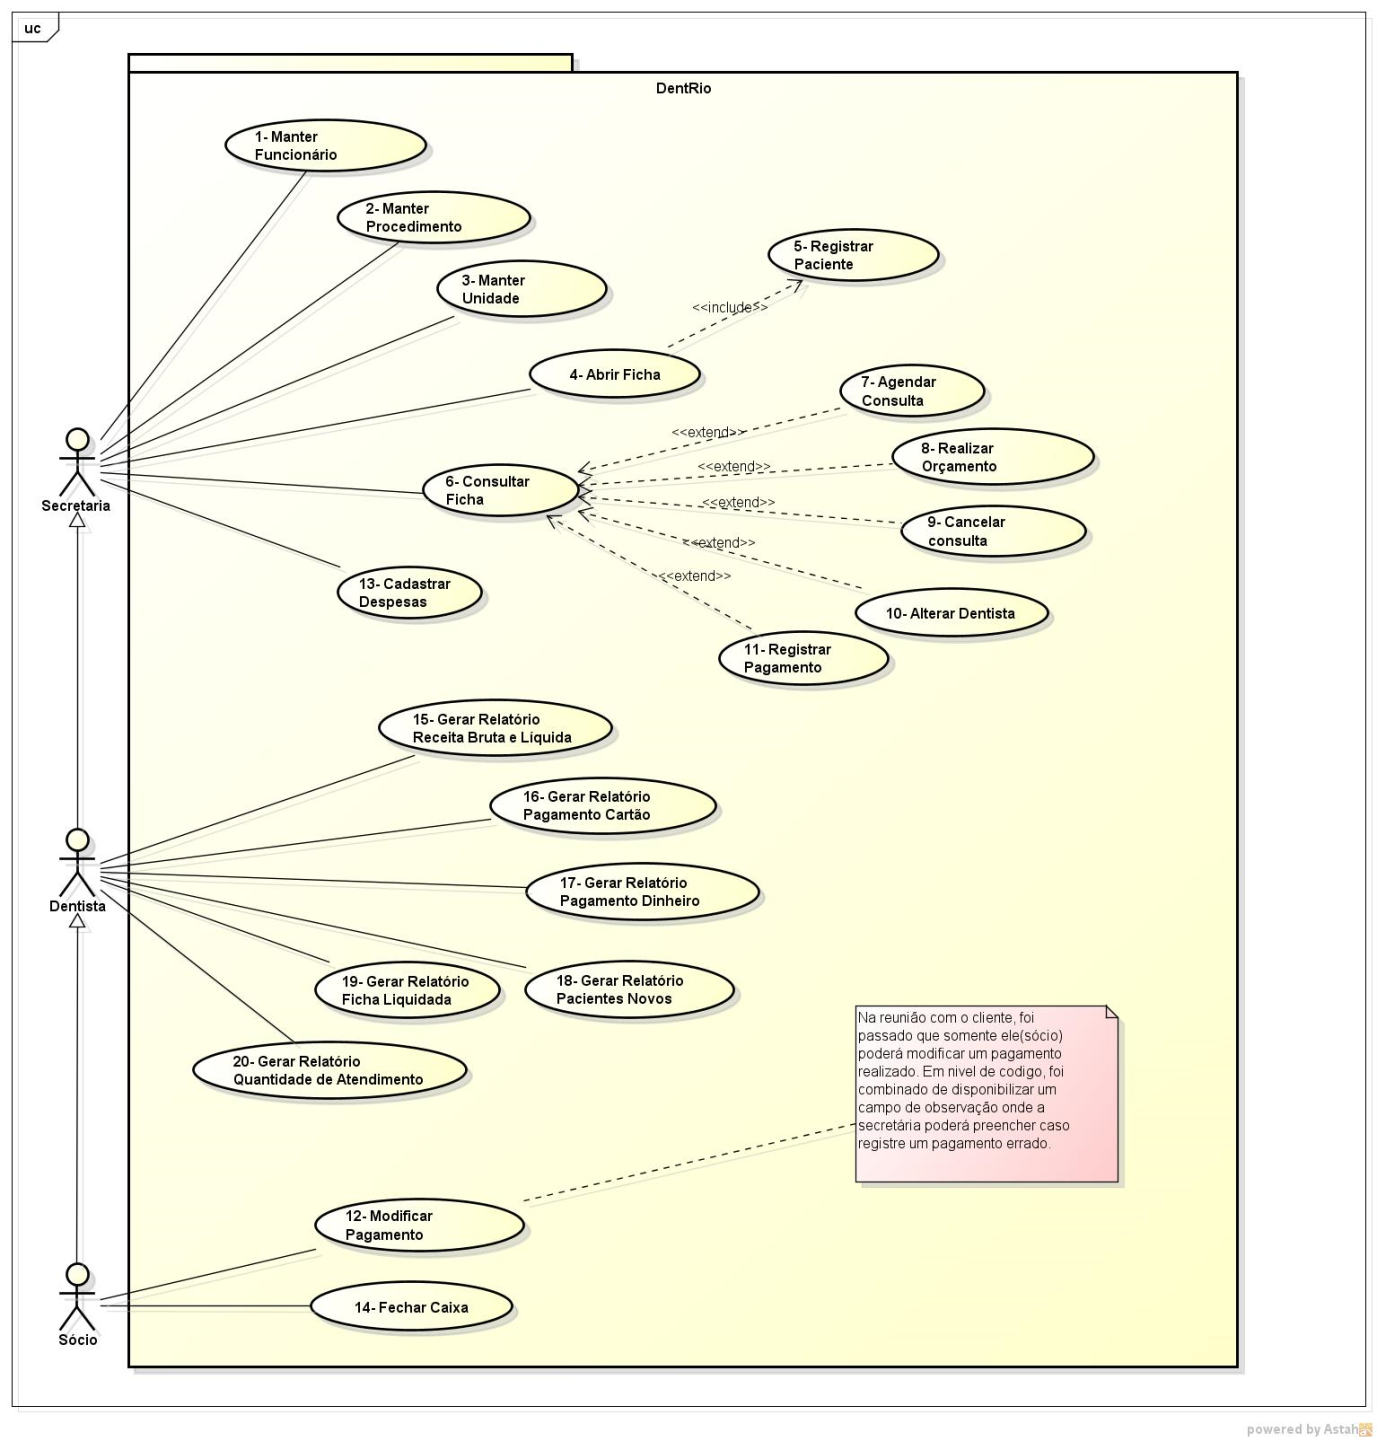 uc
DentRio
1- Manter
Funcionário
2- Manter
Procedimento
3- Manter
Unidade
5- Registrar
Paciente
<<include>>
4- Abrir Ficha
7- Agendar
Consulta
<<extend>>
8- Realizar
Orçamento
<<extend>>
6- Consultar
Ficha
<<extend>>
9- Cancelar
consulta
<<extend>>
<<extend>>
10- Alterar Dentista
11- Registrar
Pagamento
Secretaria
13- Cadastrar
Despesas
15- Gerar Relatório
Receita Bruta e Líquida
16- Gerar Relatório
Pagamento Cartão
17- Gerar Relatório
Pagamento Dinheiro
Dentista
19- Gerar Relatório
Ficha Liquidada
18- Gerar Relatório
Pacientes Novos
20- Gerar Relatório
Quantidade de Atendimento
Na reunião com o cliente, foi
passado que somente ele(sócio)
poderá modificar um pagamento
realizado. Em nivel de codigo, foi
combinado de disponibilizar um
campo de observação onde a
secretária poderá preencher caso
registre um pagamento errado.
12- Modificar
Pagamento
14- Fechar Caixa
Sócio
powered by Astah